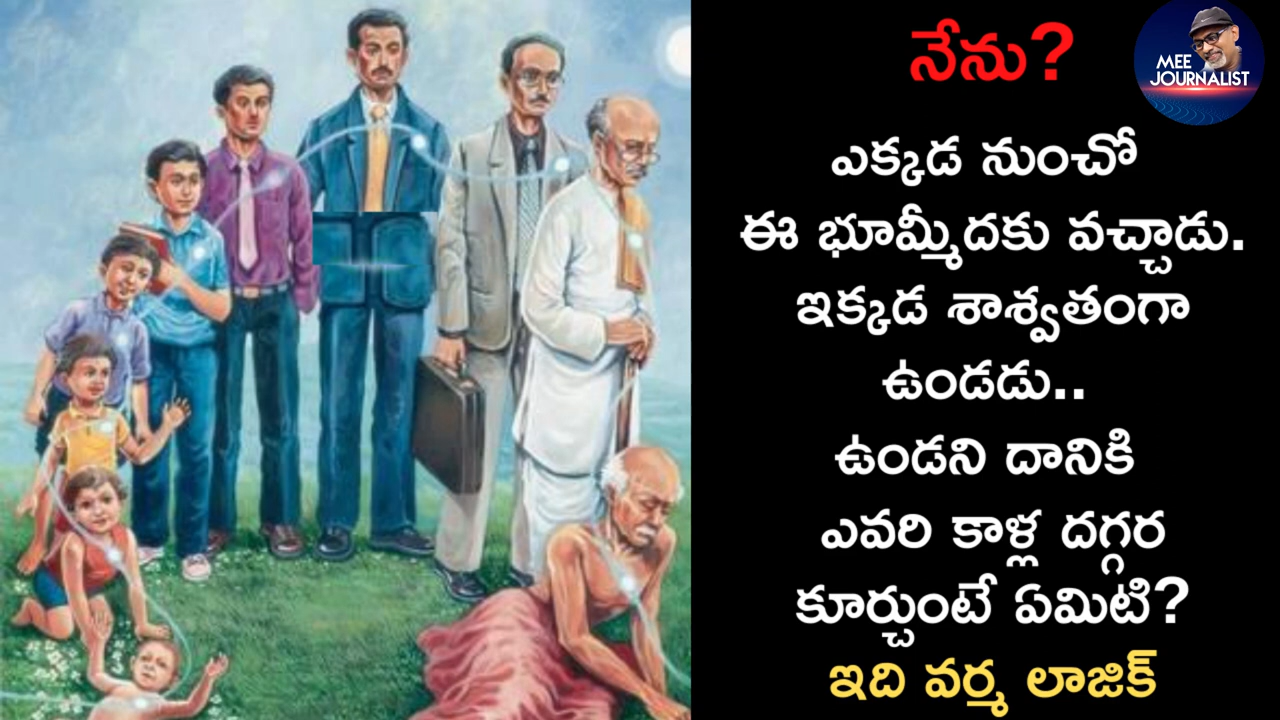 నేను?
MEE
JOURNALIST
ఎక్కడ నుంచో
ఈ భూమ్మీదకు వచ్చాడు.
ఇక్కడ శాశ్వతంగా
ఉండడు..
ఉండని దానికి
ఎవరి కాళ్ల దగ్గర
కూర్చుంటే ఏమిటి?
ఇది వర్మ లాజిక్